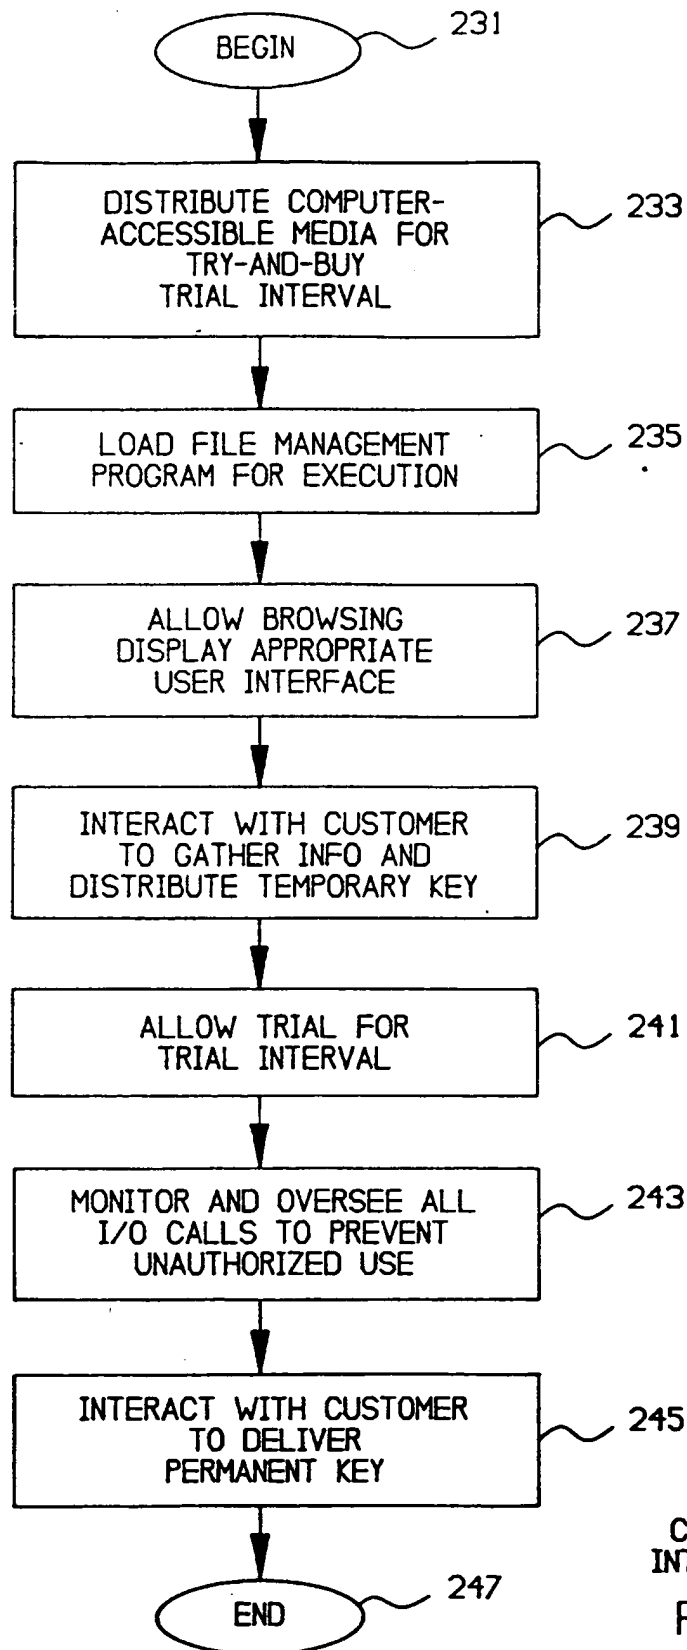 BEGIN
231
DISTRIBUTE COMPUTER-
ACCESSIBLE MEDIA FOR
TRY-AND-BUY
TRIAL INTERVAL
233
LOAD FILE MANAGEMENT
PROGRAM FOR EXECUTION
235
ALLOW BROWSING
DISPLAY APPROPRIATE
USER INTERFACE
237
INTERACT WITH CUSTOMER
TO GATHER INFO AND
DISTRIBUTE TEMPORARY KEY
239
ALLOW TRIAL FOR
TRIAL INTERVAL
241
MONITOR AND OVERSEE ALL
I/O CALLS TO PREVENT
UNAUTHORIZED USE
243
INTERACT WITH CUSTOMER
TO DELIVER
PERMANENT KEY
245
END
247